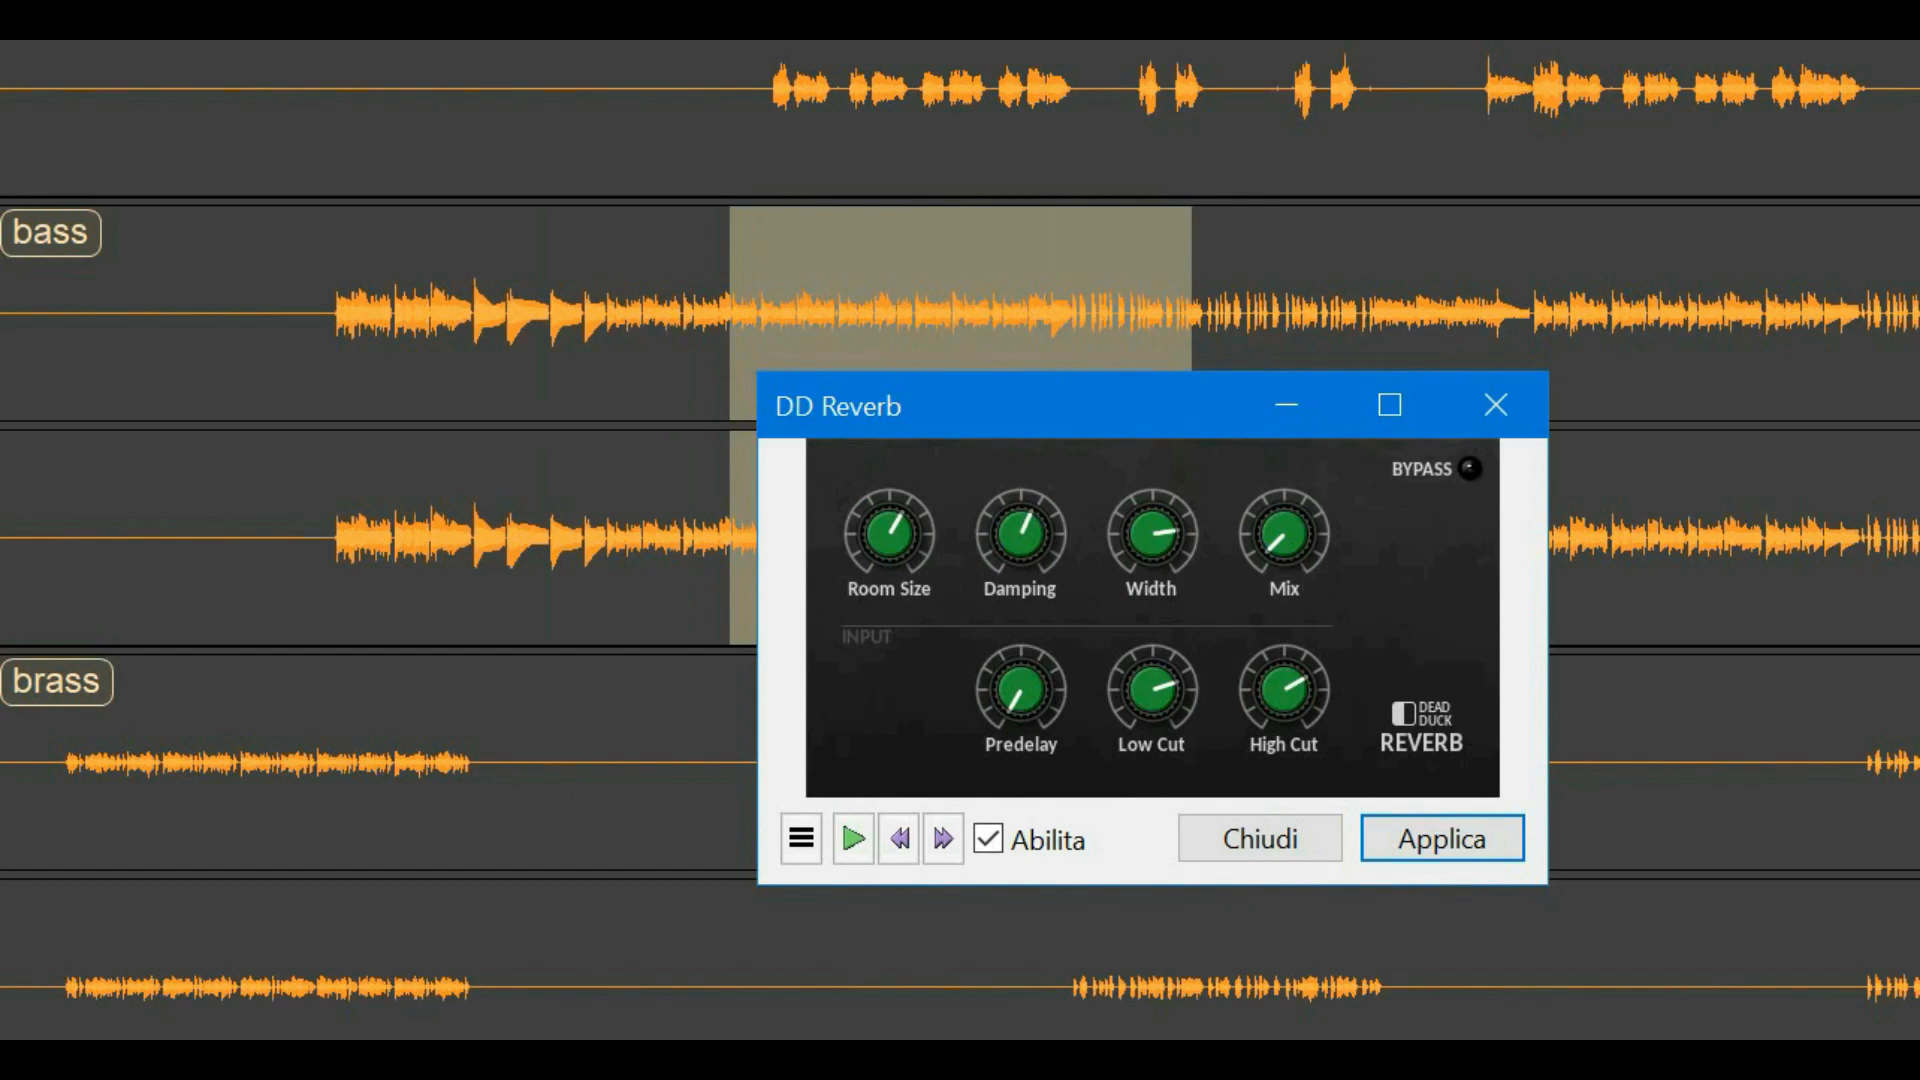 bass
DD Reverb
BYPASS
Room Size
Damping
Width
Mix
INPUT
Predelay
Low Cut
High Cut
DEAD
DUCK
REVERB
brass
Abilita
Chiudi
Applica